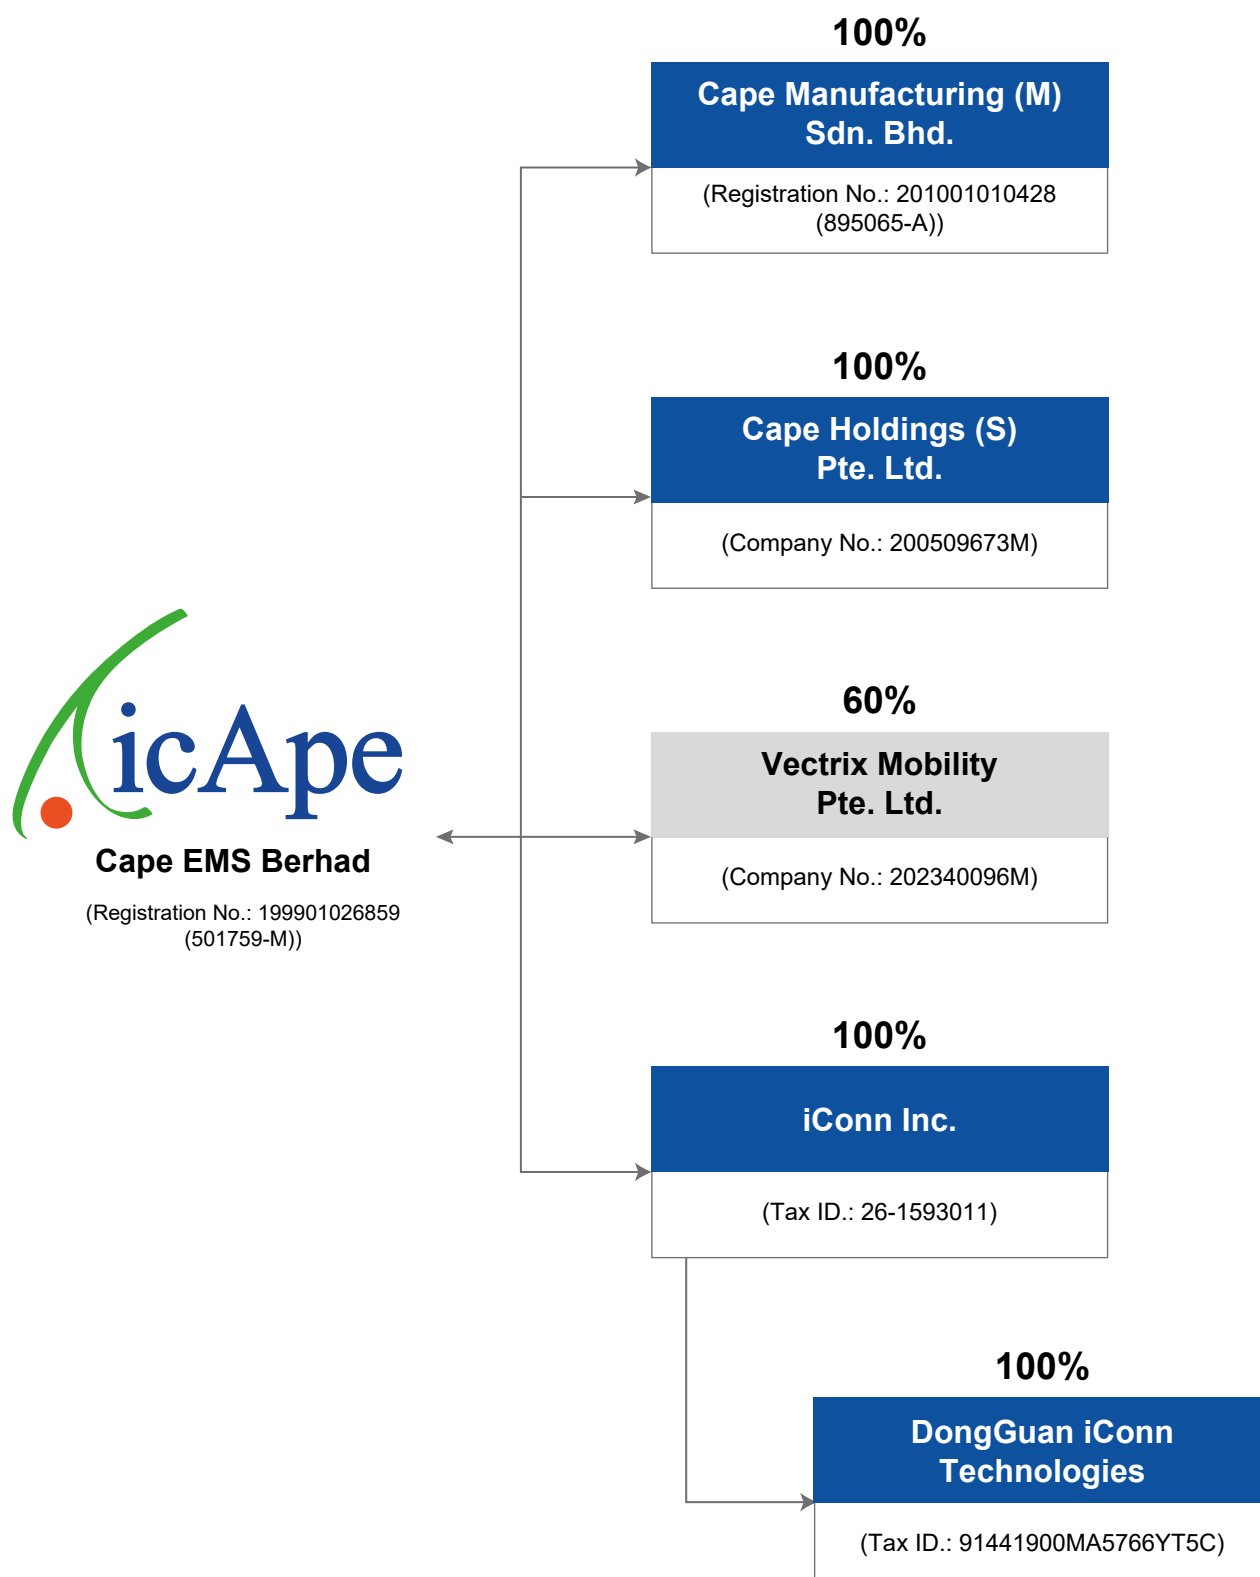 100%
Cape Manufacturing (M)
Sdn. Bhd.
(Registration No.: 201001010428
(895065-A))
100%
Cape Holdings (S)
Pte. Ltd.
(Company No.: 200509673M)
60%
Vectrix Mobility
Pte. Ltd.
(Company No.: 202340096M)
icApe
Cape EMS Berhad
(Registration No.: 199901026859
(501759-M))
100%
iConn Inc.
(Tax ID.: 26-1593011)
100%
DongGuan iConn
Technologies
(Tax ID.: 91441900MA5766YT5C)